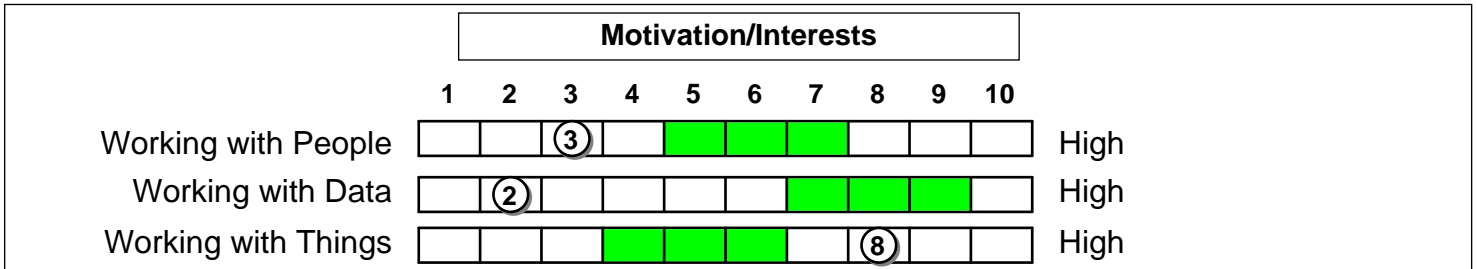 Motivation/Interests
1 2 3 4 5 6 7 8 9 10
Working with People 3 High
Working with Data 2 High
Working with Things 8 High